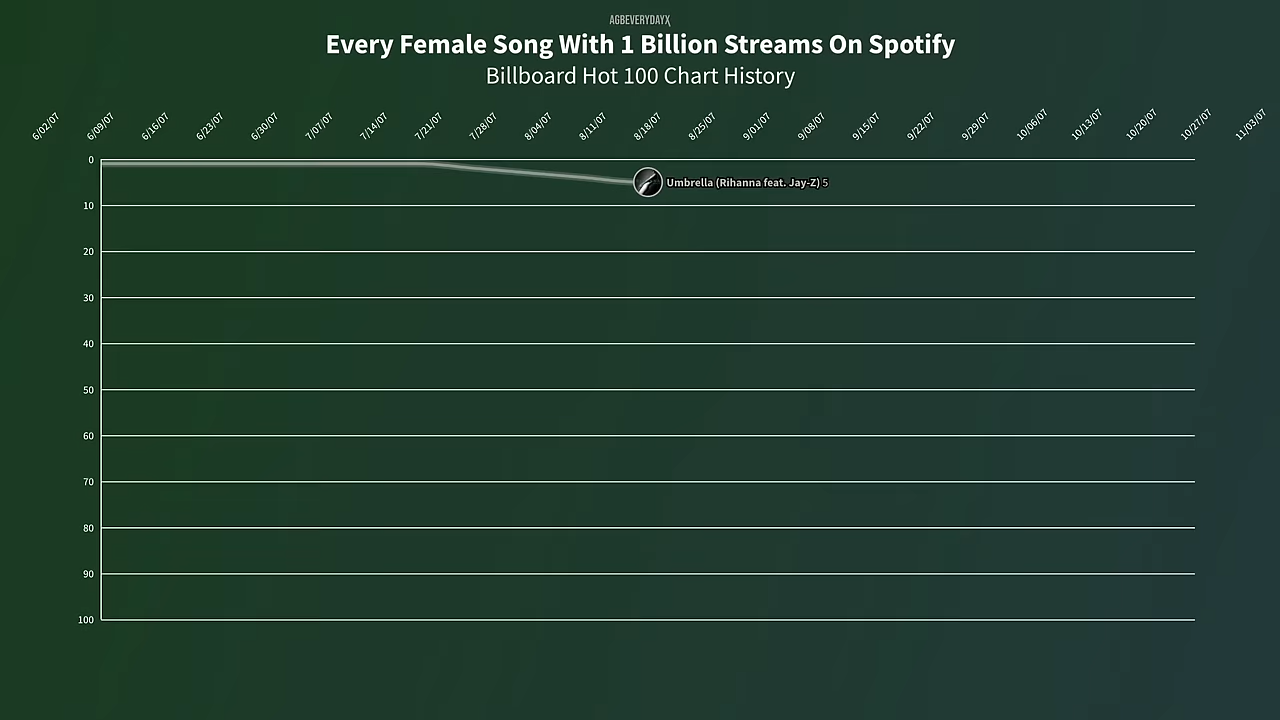 AGBEVERYDAYX
Every Female Song With 1 Billion Streams On Spotify
Billboard Hot 100 Chart History
6/02/07 6/09/07 6/16/07 6/23/07 6/30/07 7/07/07 7/14/07 7/21/07 7/28/07 8/04/07 8/11/07 8/18/07 8/25/07 9/01/07 9/08/07 9/15/07 9/22/07 9/29/07 10/06/07 10/13/07 10/20/07 10/27/07 11/03/07
0
Umbrella (Rihanna feat. Jay-Z) 5
10
20
30
40
50
60
70
80
90
100